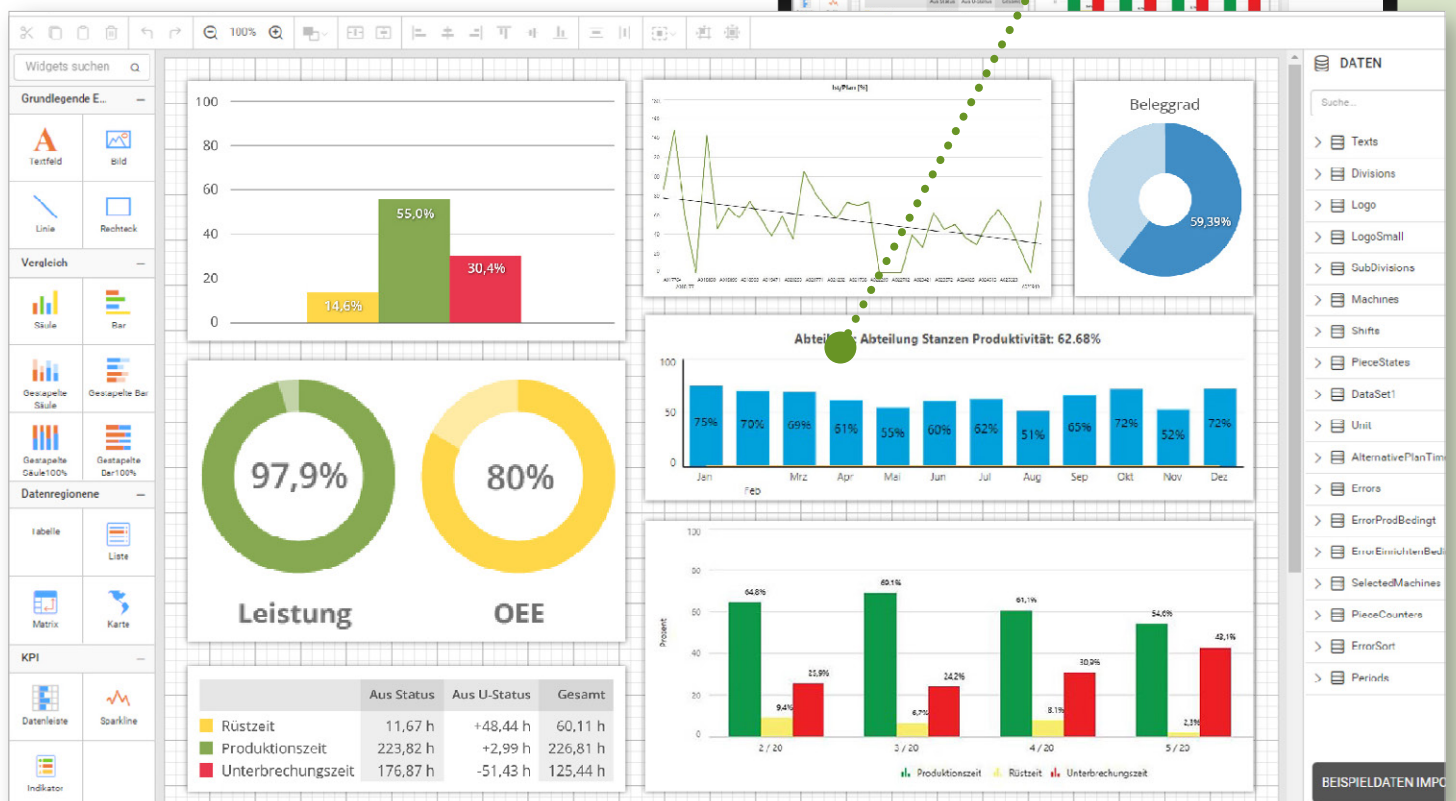 100%
Widgets suchen
Grundlegende E...
Textfeld
Bild
Linie
Rechteck
Vergleich
Säule
Bar
Gestapelte Säule
Gestapelte Bar
Gestapelte Säule100%
Gestapelte Bar100%
Datenregionene
Tabelle
Liste
Matrix
Karte
KPI
Datenleiste
Sparkline
Indikator
100
80
60
40
20
0
14,6%
55,0%
30,4%
97,9%
Leistung
80%
OEE
Aus Status Aus U-Status Gesamt
Rüstzeit 11,67 h +48,44 h 60,11 h
Produktionszeit 223,82 h +2,99 h 226,81 h
Unterbrechungszeit 176,87 h -51,43 h 125,44 h
Ist/Plan [%]
Beleggrad
59,39%
Abteilung Stanzen Produktivität: 62.68%
100
50
0
75% 70% 69% 61% 55% 60% 62% 51% 65% 72% 52% 72%
Jan Feb Mrz Apr Mai Jun Jul Aug Sep Okt Nov Dez
Prozent
60
40
20
0
64,8% 9,4% 25,9%
69,1% 6,7% 24,2%
61,1% 8,1% 30,9%
54,6% 2,3% 43,1%
2 / 20 3 / 20 4 / 20 5 / 20
Produktionszeit Rüstzeit Unterbrechungszeit
DATEN
Suche...
Texts
Divisions
Logo
LogoSmall
SubDivisions
Machines
Shifts
PieceStates
DataSet1
Unit
AlternativePlanTime
Errors
ErrorProdBedingt
ErrorEinrichtenBedi
SelectedMachines
PieceCounters
ErrorSort
Periods
BEISPIELDATEN IMPO